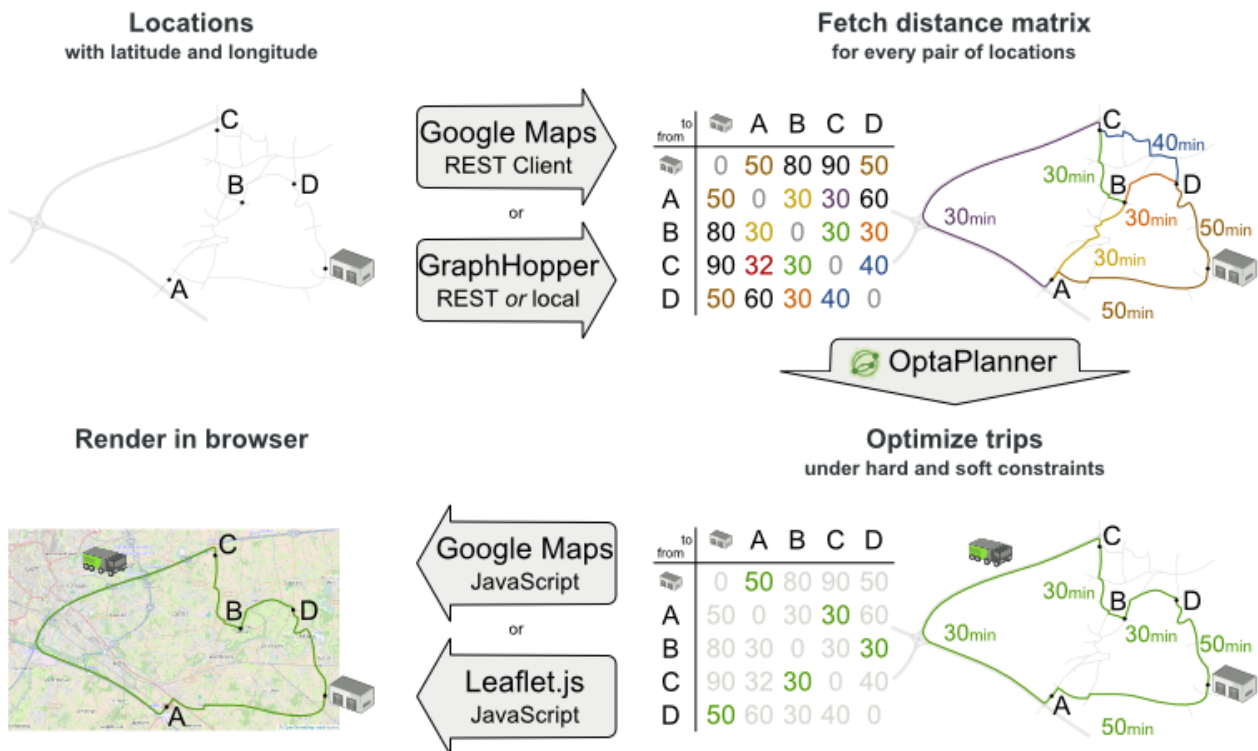 Locations
with latitude and longitude
C
B
D
A
Google Maps
REST Client
or
GraphHopper
REST or local
Fetch distance matrix
for every pair of locations
to
from
A B C D
0 50 80 90 50
A 50 0 30 30 60
B 80 30 0 30 30
C 90 32 30 0 40
D 50 60 30 40 0
C
40min
30min
D
B
30min
30min
50min
30min
A
50min
OptaPlanner
Render in browser
C
B
D
A
Google Maps
JavaScript
or
Leaflet.js
JavaScript
Optimize trips
under hard and soft constraints
to
from
A B C D
0 50 80 90 50
A 50 0 30 30 60
B 80 30 0 30 30
C 90 32 30 0 40
D 50 60 30 40 0
C
30min
B
D
30min
30min
50min
A
50min